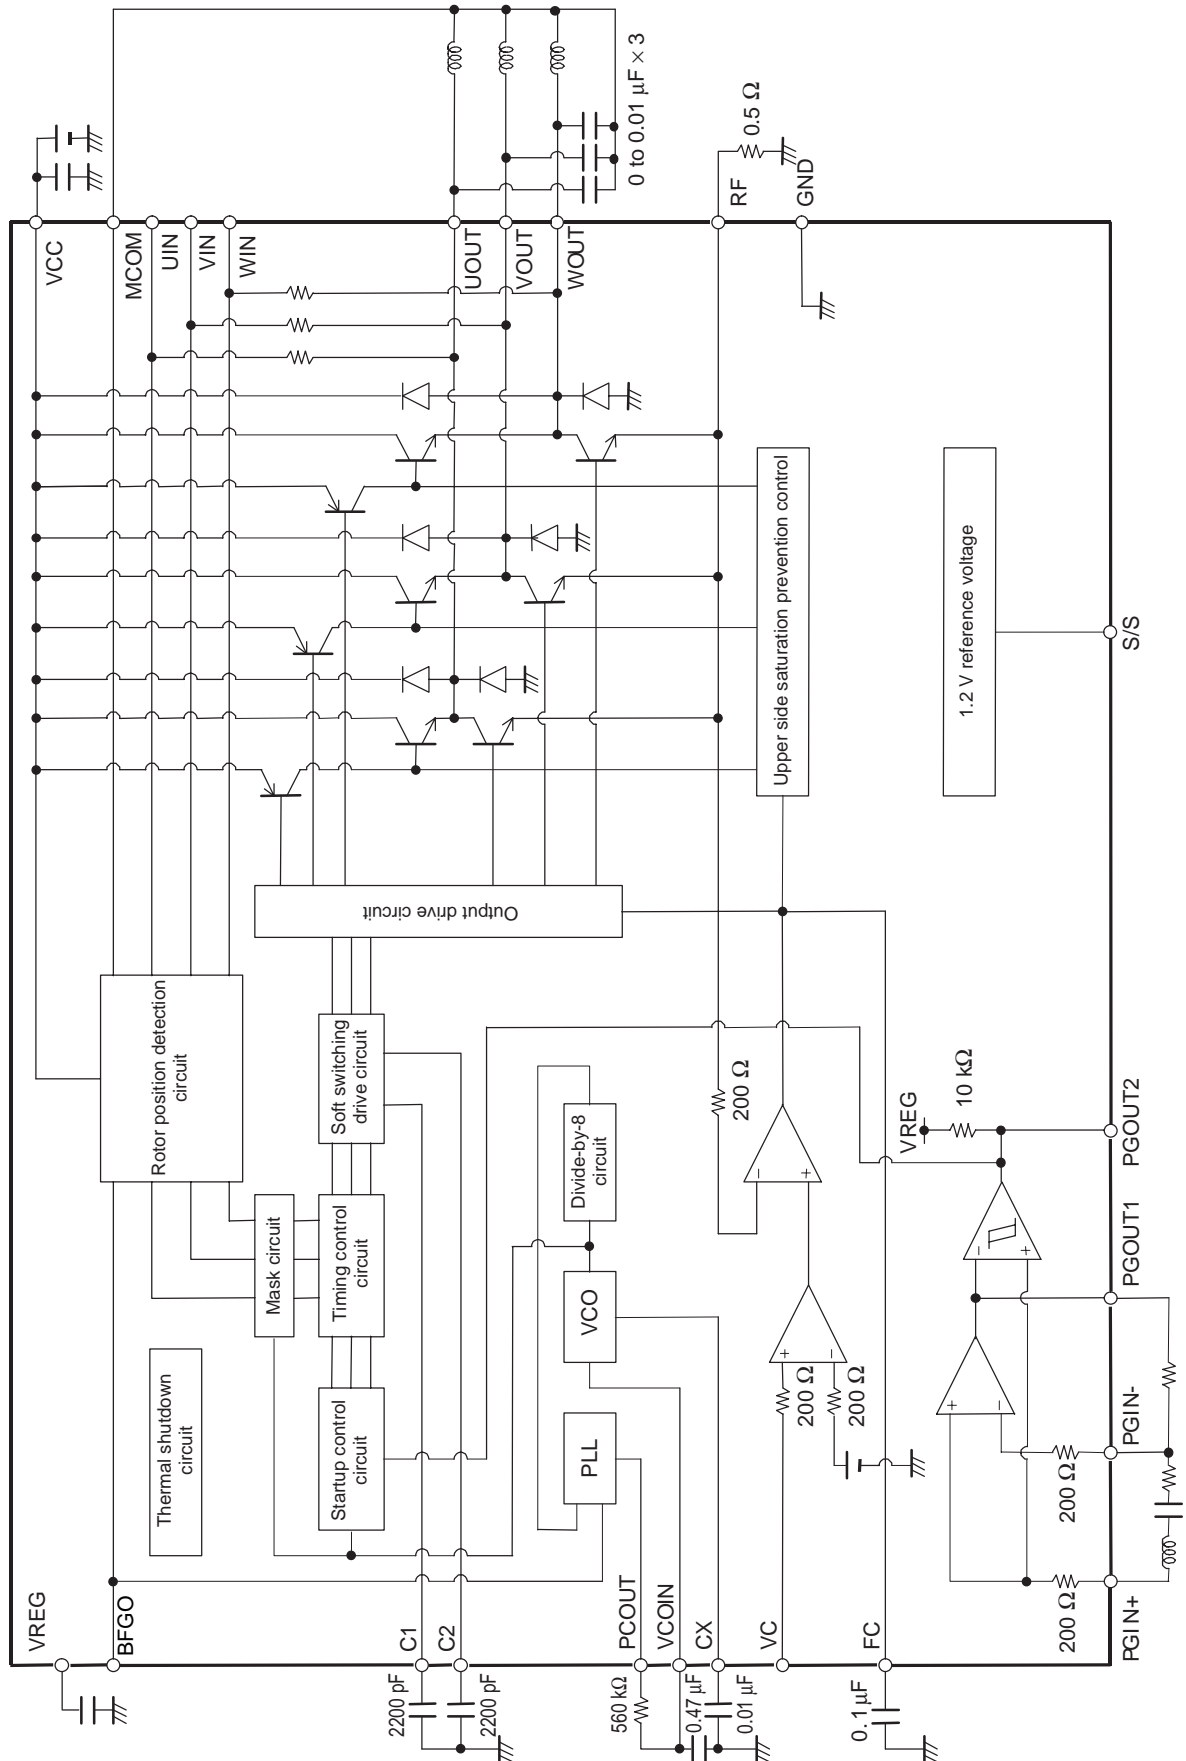 0 to 0.01 μF × 3
0.5 Ω
RF
GND
VCC
MCOM
UIN
VIN
WIN
UOUT
VOUT
WOUT
Upper side saturation prevention control
1.2 V reference voltage
S/S
Output drive circuit
Rotor position detection
circuit
Soft switching
drive circuit
Mask circuit
Timing control
circuit
Startup control
circuit
Thermal shutdown
circuit
Divide-by-8
circuit
VCO
PLL
200 Ω
−
+
+
−
200 Ω
200 Ω
VREG
10 kΩ
PGOUT2
PGOUT1
−
+
+
−
PGIN-
200 Ω
200 Ω
PGIN+
VREG
BFGO
C1
C2
PCOUT
VCOIN
CX
VC
FC
2200 pF
2200 pF
560 kΩ
0.47 μF
0.01 μF
0.1 μF